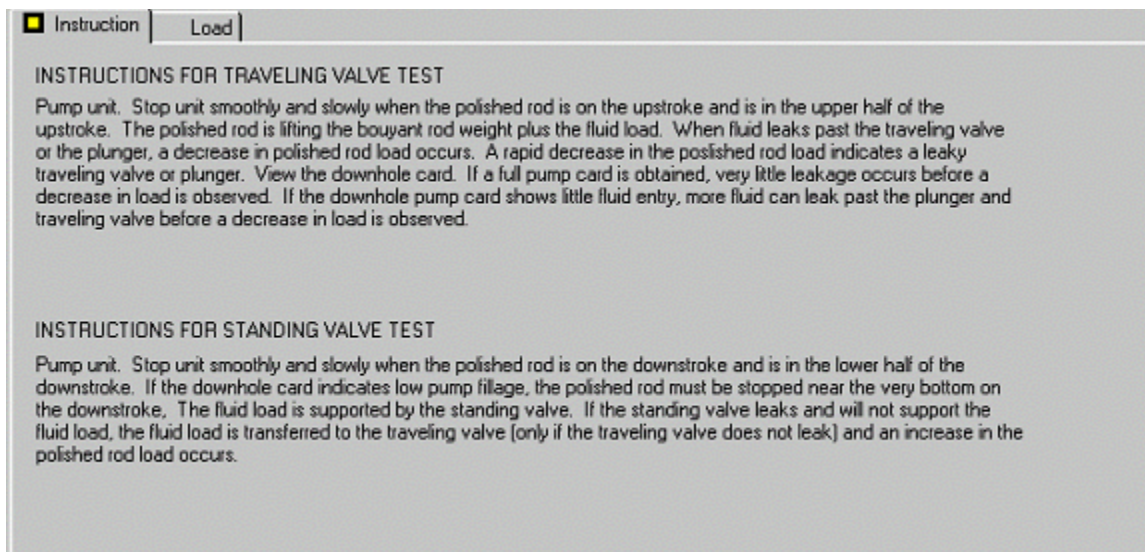 Instruction
Load
INSTRUCTIONS FOR TRAVELING VALVE TEST
Pump unit. Stop unit smoothly and slowly when the polished rod is on the upstroke and is in the upper half of the
upstroke. The polished rod is lifting the bouyant rod weight plus the fluid load. When fluid leaks past the traveling valve
or the plunger, a decrease in polished rod load occurs. A rapid decrease in the poslished rod load indicates a leaky
traveling valve or plunger. View the downhole card. If a full pump card is obtained, very little leakage occurs before a
decrease in load is observed. If the downhole pump card shows little fluid entry, more fluid can leak past the plunger and
traveling valve before a decrease in load is observed.
INSTRUCTIONS FOR STANDING VALVE TEST
Pump unit. Stop unit smoothly and slowly when the polished rod is on the downstroke and is in the lower half of the
downstroke. If the downhole card indicates low pump fillage, the polished rod must be stopped near the very bottom on
the downstroke, The fluid load is supported by the standing valve. If the standing valve leaks and will not support the
fluid load, the fluid load is transferred to the traveling valve (only if the traveling valve does not leak) and an increase in the
polished rod load occurs.